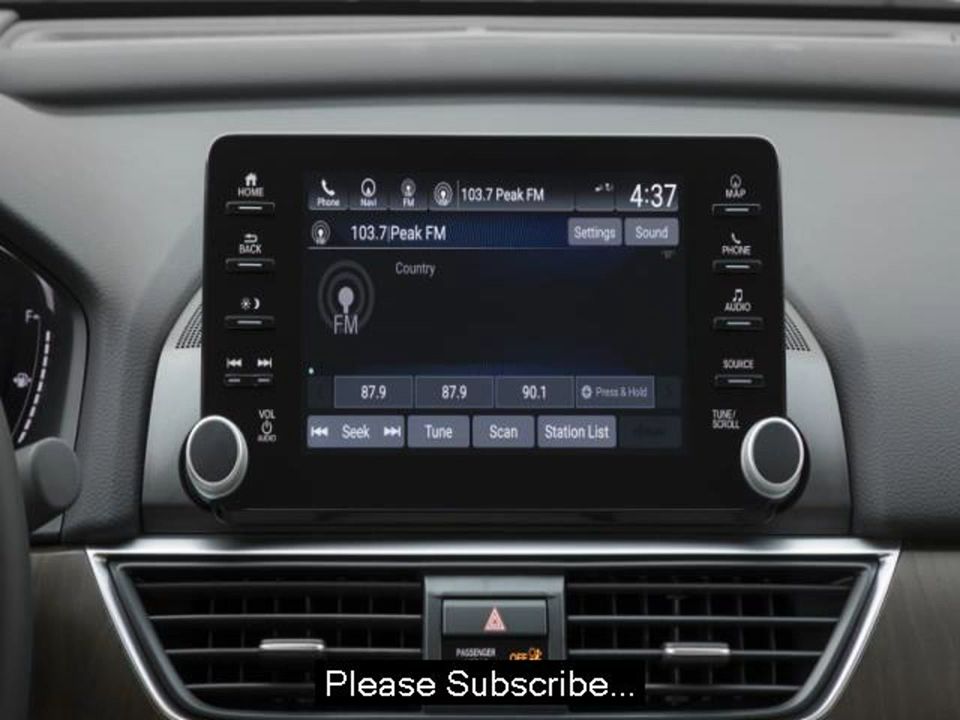 HOME
BACK
VOL
AUDIO
Phone
Navi
FM
103.7 Peak FM
4:37
103.7 Peak FM
Settings
Sound
Country
FM
87.9
87.9
90.1
Press & Hold
Seek
Tune
Scan
Station List
MAP
PHONE
AUDIO
SOURCE
TUNE/
SCROLL
F
PASSENGER
OFF
Please Subscribe...